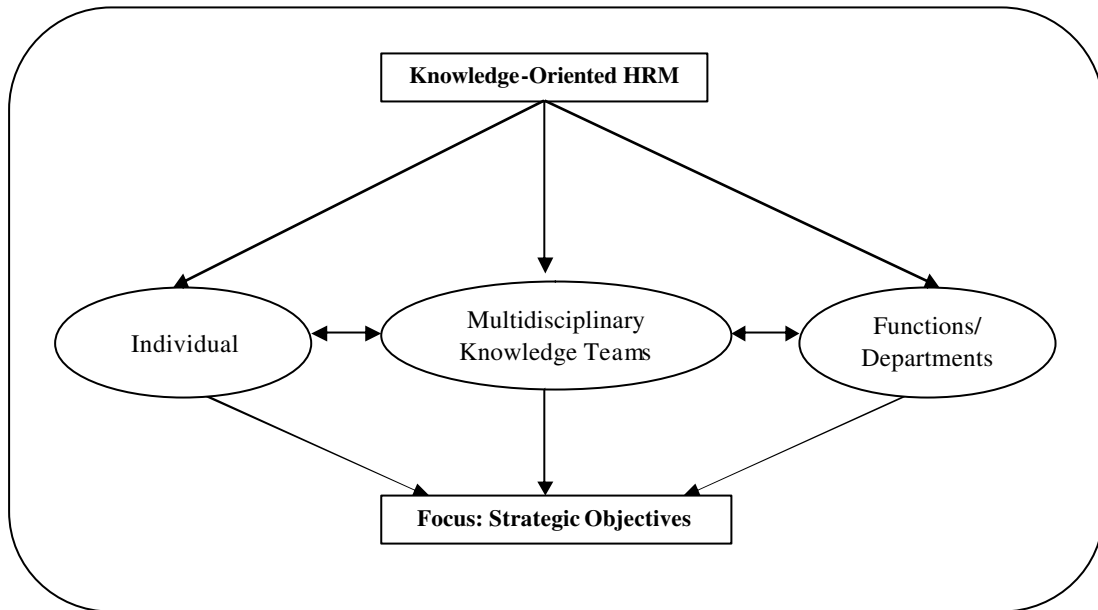 Knowledge-Oriented HRM
Individual
Multidisciplinary
Knowledge Teams
Functions/
Departments
Focus: Strategic Objectives